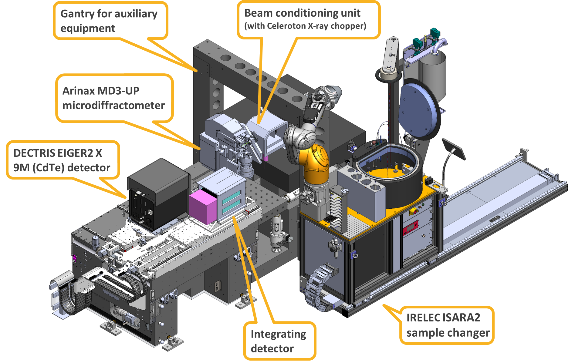 Gantry for auxiliary
equipment
Beam conditioning unit
(with Celeroton X-ray chopper)
Arinax MD3-UP
microdiffractometer
DECTRIS EIGER2 X
9M (CdTe) detector
Integrating
detector
IRELEC ISARA2
sample changer